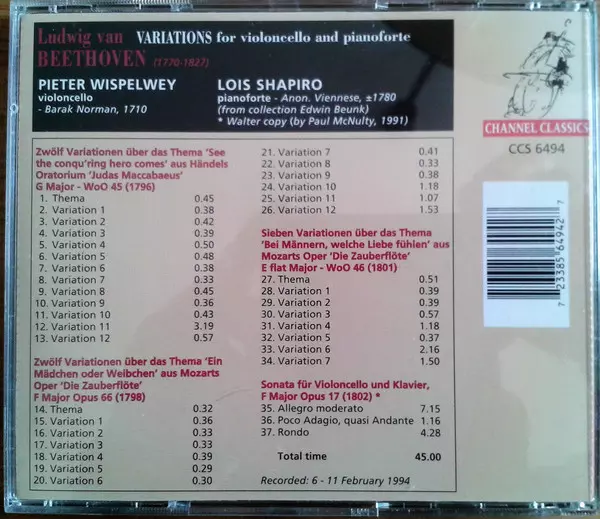 Ludwig van
BEETHOVEN (1770-1827)
VARIATIONS for violoncello and pianoforte
PIETER WISPELWEY
violoncello
- Barak Norman, 1710
LOIS SHAPIRO
pianoforte - Anon. Viennese, ±1780
(from collection Edwin Beunk)
* Walter copy (by Paul McNulty, 1991)
CHANNEL CLASSICS
CCS 6494
Zwölf Variationen über das Thema 'See
the conqu'ring hero comes' aus Händels
Oratorium 'Judas Maccabaeus'
G Major - WoO 45 (1796)
1. Thema 0.45
2. Variation 1 0.38
3. Variation 2 0.42
4. Variation 3 0.39
5. Variation 4 0.50
6. Variation 5 0.48
7. Variation 6 0.38
8. Variation 7 0.33
9. Variation 8 0.45
10. Variation 9 0.36
11. Variation 10 0.43
12. Variation 11 3.19
13. Variation 12 0.57
Zwölf Variationen über das Thema 'Ein
Mädchen oder Weibchen' aus Mozarts
Oper 'Die Zauberflöte'
F Major Opus 66 (1798)
14. Thema 0.32
15. Variation 1 0.36
16. Variation 2 0.33
17. Variation 3 0.33
18. Variation 4 0.39
19. Variation 5 0.29
20. Variation 6 0.30
21. Variation 7 0.41
22. Variation 8 0.33
23. Variation 9 0.38
24. Variation 10 1.18
25. Variation 11 1.07
26. Variation 12 1.53
Sieben Variationen über das Thema
'Bei Männern, welche Liebe fühlen' aus
Mozarts Oper 'Die Zauberflöte'
E flat Major - WoO 46 (1801)
27. Thema 0.51
28. Variation 1 0.39
29. Variation 2 0.39
30. Variation 3 0.57
31. Variation 4 1.18
32. Variation 5 0.37
33. Variation 6 2.16
34. Variation 7 1.50
Sonata für Violoncello und Klavier,
F Major Opus 17 (1802) *
35. Allegro moderato 7.15
36. Poco Adagio, quasi Andante 1.16
37. Rondo 4.28
Total time 45.00
Recorded: 6 - 11 February 1994
7 23385 64942 7